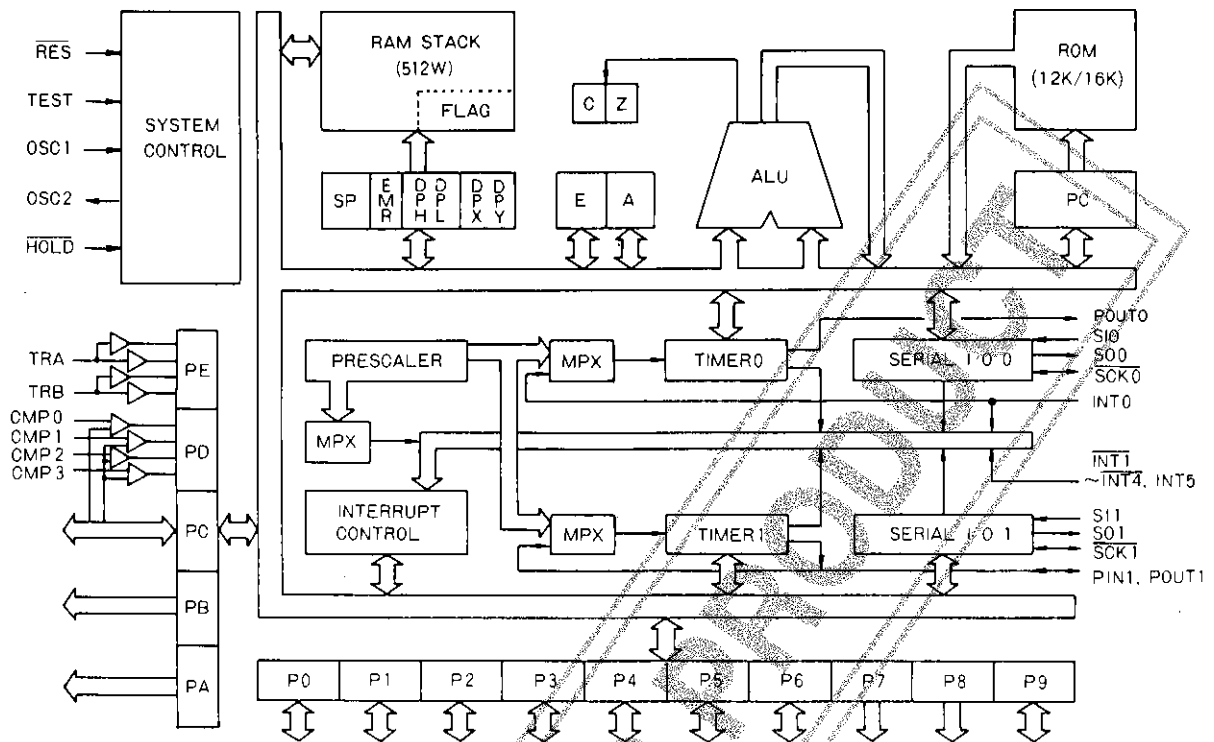 RES
TEST
OSC1
OSC2
HOLD
SYSTEM
CONTROL
RAM STACK
(512W)
FLAG
SP
EMR
DPH
DPL
DPX
DPY
C Z
E A
ALU
ROM
(12K/16K)
PC
TRA
TRB
CMP0
CMP1
CMP2
CMP3
PE
PD
PC
PB
PA
PRESCALER
MPX
MPX
TIMER0
SERIAL I O 0
POUT0
SI0
SO0
SCK0
INT0
INT1
~INT4, INT5
INTERRUPT
CONTROL
MPX
TIMER1
SERIAL I O 1
SI1
SO1
SCK1
PIN1, POUT1
P0 P1 P2 P3 P4 P5 P6 P7 P8 P9
PRODUCT